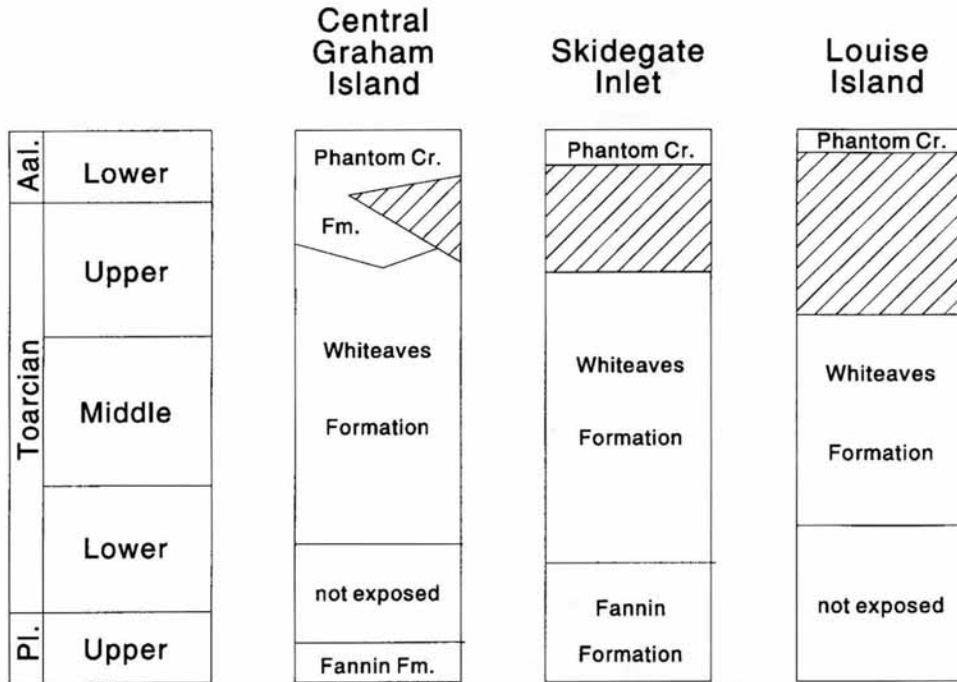 Central
Graham
Island
Skidegate
Inlet
Louise
Island
Aal.
Lower
Toarcian
Upper
Middle
Lower
Pl.
Upper
Phantom Cr.
Fm.
Whiteaves
Formation
not exposed
Fannin Fm.
Phantom Cr.
Whiteaves
Formation
Fannin
Formation
Phantom Cr.
Whiteaves
Formation
not exposed